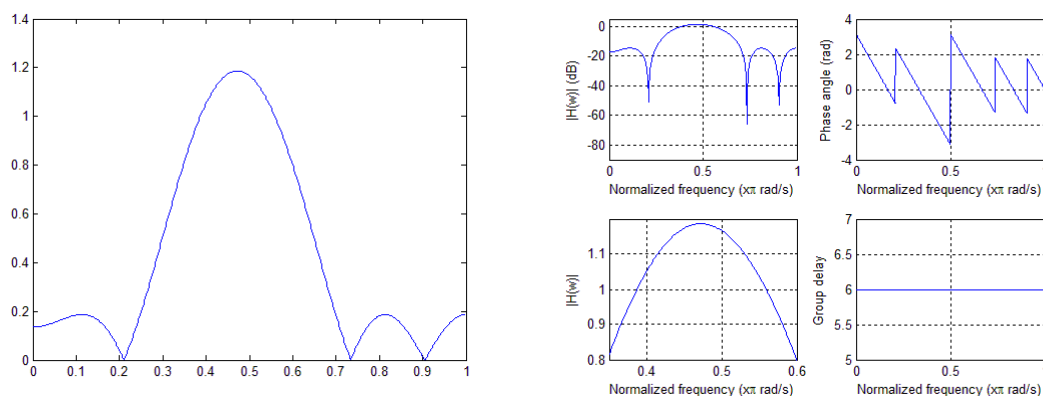 1.4
1.2
1
0.8
0.6
0.4
0.2
0
0 0.1 0.2 0.3 0.4 0.5 0.6 0.7 0.8 0.9 1
|H(w)| (dB)
0
-20
-40
-60
-80
0 0.5 1
Normalized frequency (xπ rad/s)
Phase angle (rad)
4
2
0
-2
-4
0 0.5
Normalized frequency (xπ rad/s)
|H(w)|
1.1
1
0.9
0.8
0.4 0.5 0.6
Normalized frequency (xπ rad/s)
Group delay
7
6.5
6
5.5
5
0 0.5
Normalized frequency (xπ rad/s)